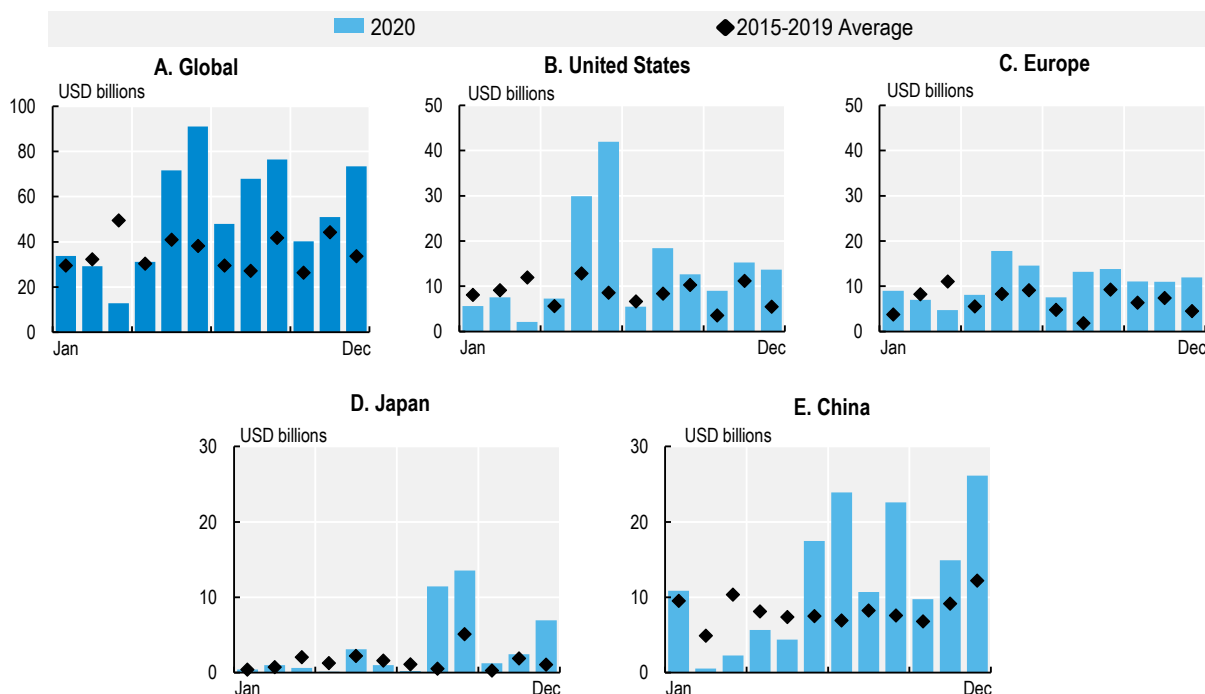 2020
2015-2019 Average
A. Global
B. United States
C. Europe
USD billions
USD billions
USD billions
100
80
60
40
20
0
Jan
Dec
50
40
30
20
10
0
Jan
Dec
50
40
30
20
10
0
Jan
Dec
D. Japan
E. China
USD billions
USD billions
30
20
10
0
Jan
Dec
30
20
10
0
Jan
Dec